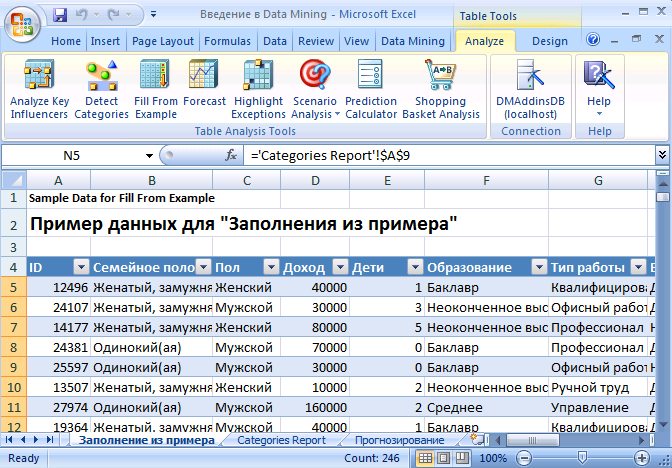 Введение в Data Mining - Microsoft Excel
Table Tools
Home Insert Page Layout Formulas Data Review View Data Mining Analyze Design
Analyze Key Influencers Detect Categories Fill From Example Forecast Highlight Exceptions Scenario Analysis Prediction Calculator Shopping Basket Analysis DMAddinsDB (localhost) Help
Table Analysis Tools Connection Help
N5 fx ='Categories Report'!$A$9
A B C D E F G
1 Sample Data for Fill From Example
2 Пример данных для "Заполнения из примера"
3
4 ID Семейное поло Пол Доход Дети Образование Тип работы
5 12496 Женатый, замужня Женский 40000 1 Баклавр Квалифициров
6 24107 Женатый, замужня Мужской 30000 3 Неоконченное выс Офисный работ
7 14177 Женатый, замужня Женский 80000 5 Неоконченное выс Профессионал
8 24381 Одинокий(ая) Мужской 70000 0 Баклавр Профессионал
9 25597 Одинокий(ая) Мужской 30000 0 Баклавр Офисный работ
10 13507 Женатый, замужня Женский 10000 2 Неоконченное выс Ручной труд
11 27974 Одинокий(ая) Мужской 160000 2 Среднее Управление
12 19364 Женатый, замужня Мужской 40000 1 Баклавр Квалифициров
Заполнение из примера Categories Report Прогнозирование
Ready Count: 246 100%